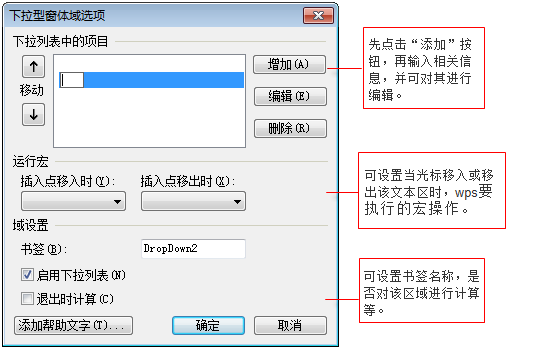 下拉型窗体域选项
下拉列表中的项目
移动
增加(A)
编辑(E)
删除(R)
运行宏
插入点移入时(Y):
插入点移出时(X):
域设置
书签(B):
DropDown2
启用下拉列表(N)
退出时计算(C)
添加帮助文字(T)...
确定
取消
先点击“添加”按
钮，再输入相关信
息，并可对其进行
编辑。
可设置当光标移入或移
出该文本区时，wps要
执行的宏操作。
可设置书签名称，是
否对该区域进行计算
等。